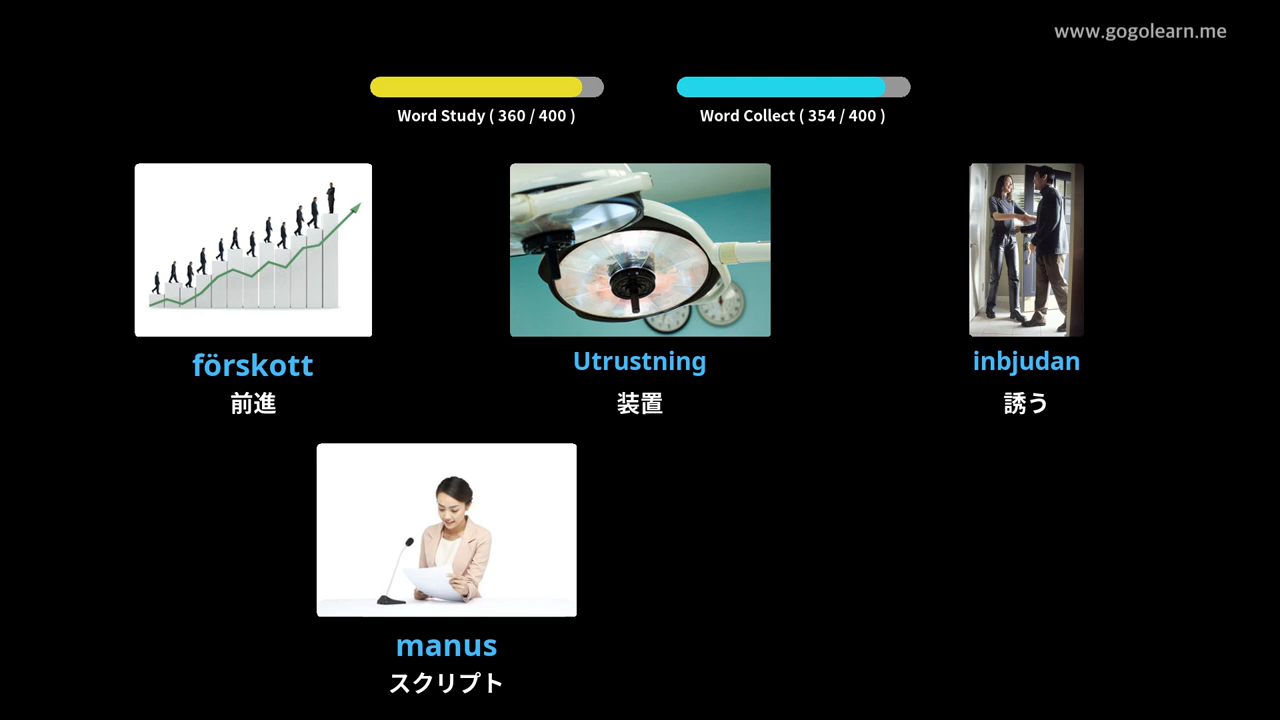 www.gogolearn.me
Word Study ( 360 / 400 )
Word Collect ( 354 / 400 )
förskott
前進
Utrustning
装置
inbjudan
誘う
manus
スクリプト